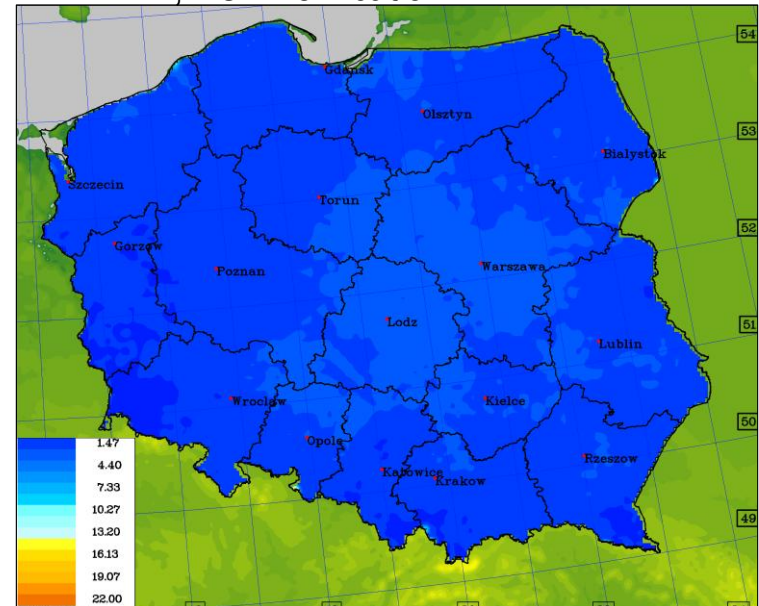 54
Gdansk
Olsztyn
53
Bialystok
Szczecin
Torun
52
Gorzow
Warszawa
Poznan
51
Lodz
Lublin
Wroclaw
Kielce
50
Opole
1.47
Rzeszow
4.40
Katowice
Krakow
7.33
10.27
49
13.20
16.13
19.07
22.00